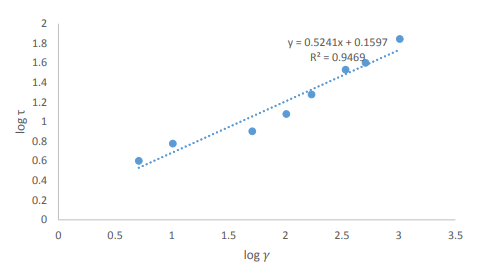 2
1.8
1.6
1.4
1.2
1
0.8
0.6
0.4
0.2
0
log τ
y = 0.5241x + 0.1597
R² = 0.9469
0 0.5 1 1.5 2 2.5 3 3.5
log γ